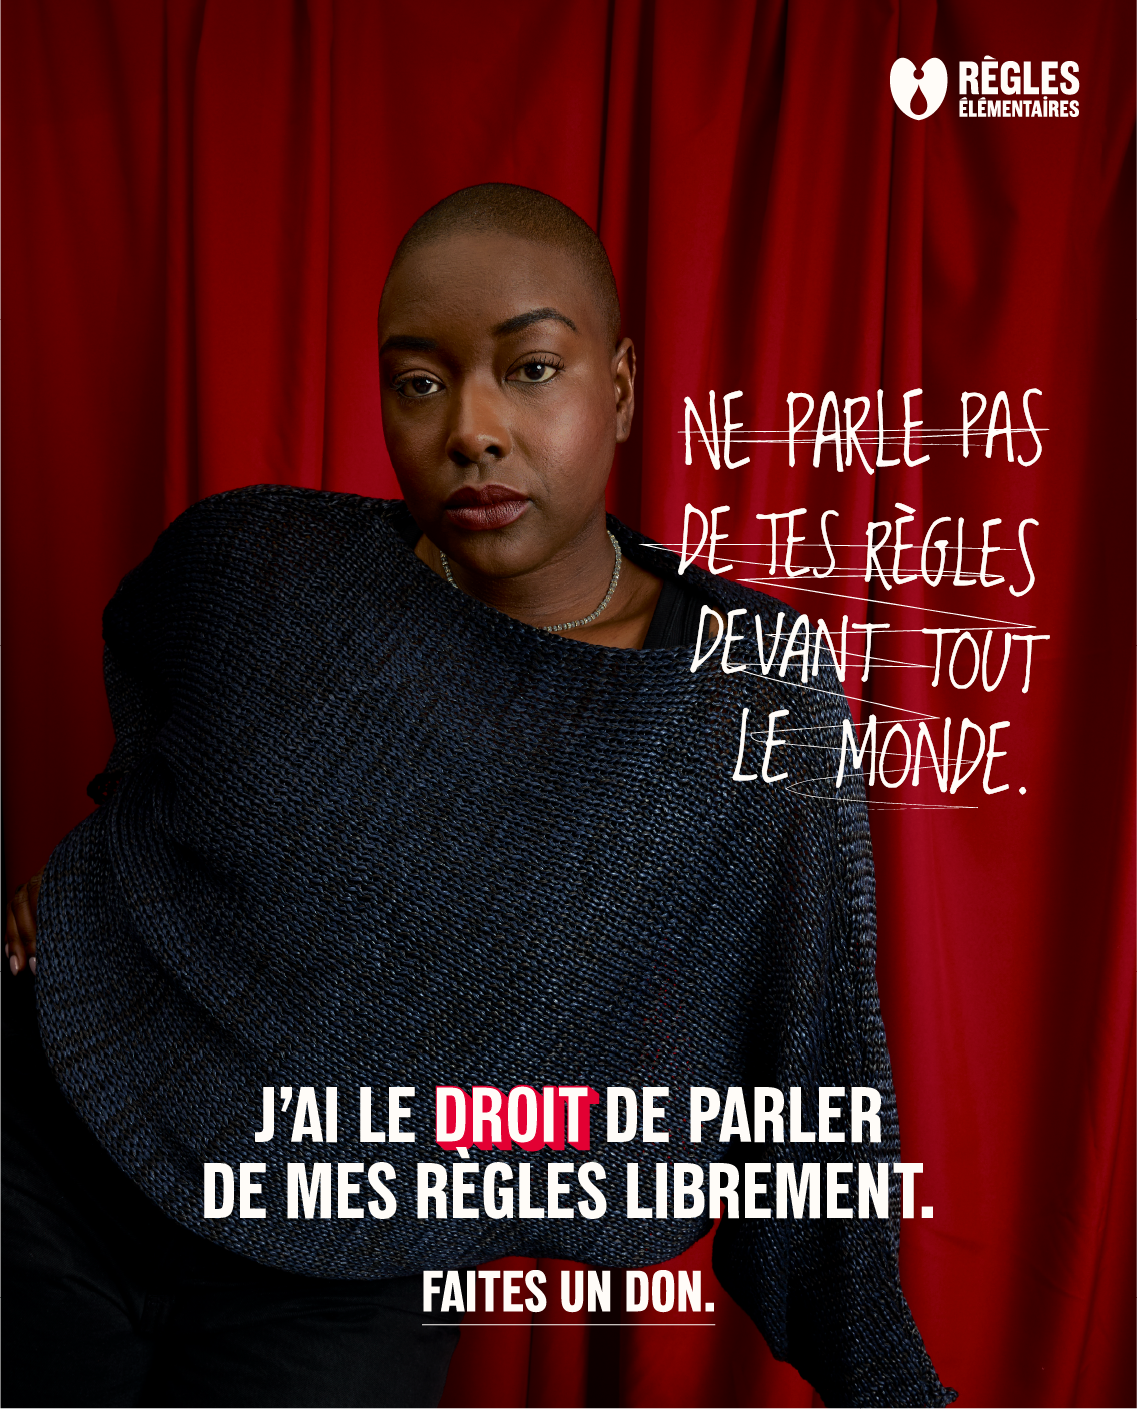 RÈGLES
ÉLÉMENTAIRES
NE PARLE PAS
DE TES RÈGLES
DEVANT TOUT
LE MONDE.
J'AI LE DROIT DE PARLER
DE MES RÈGLES LIBREMENT.
FAITES UN DON.